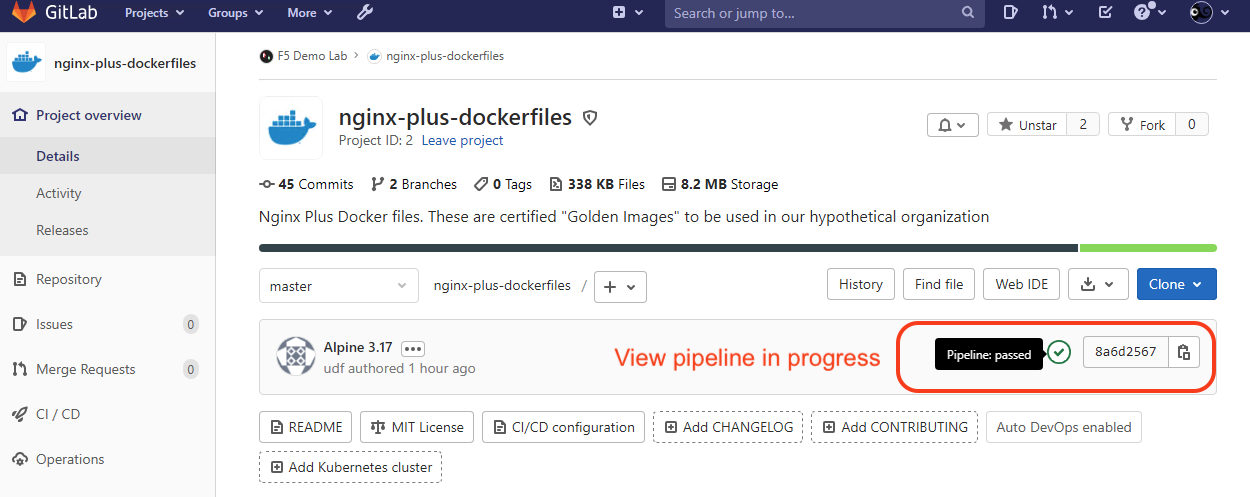 GitLab Projects Groups More Search or jump to...
nginx-plus-dockerfiles
Project overview
Details
Activity
Releases
Repository
Issues 0
Merge Requests 0
CI / CD
Operations
F5 Demo Lab > nginx-plus-dockerfiles
nginx-plus-dockerfiles
Project ID: 2 Leave project
Unstar 2 Fork 0
45 Commits 2 Branches 0 Tags 338 KB Files 8.2 MB Storage
Nginx Plus Docker files. These are certified "Golden Images" to be used in our hypothetical organization
master nginx-plus-dockerfiles / + History Find file Web IDE Clone
Alpine 3.17
udf authored 1 hour ago
View pipeline in progress
Pipeline: passed 8a6d2567
README MIT License CI/CD configuration Add CHANGELOG Add CONTRIBUTING Auto DevOps enabled
Add Kubernetes cluster